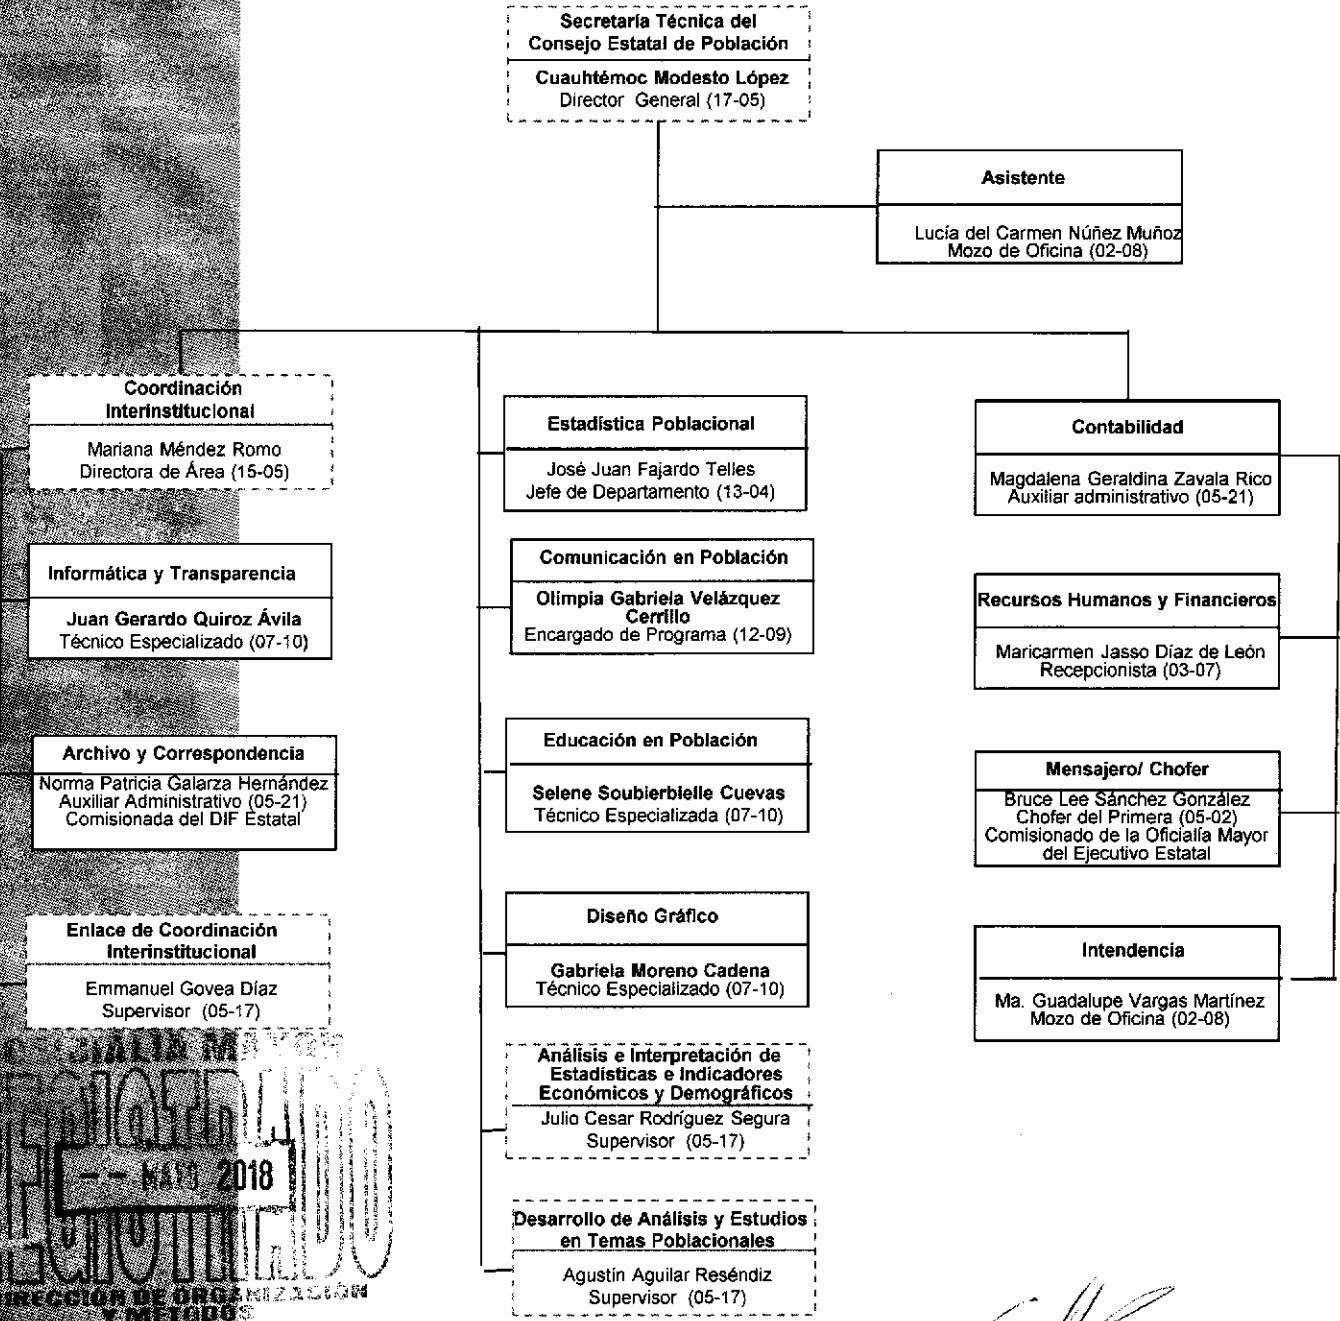 Secretaría Técnica del
Consejo Estatal de Población
Cuauhtémoc Modesto López
Director General (17-05)
Asistente
Lucía del Carmen Núñez Muñoz
Mozo de Oficina (02-08)
Coordinación
Interinstitucional
Mariana Méndez Romo
Directora de Área (15-05)
Informática y Transparencia
Juan Gerardo Quiroz Ávila
Técnico Especializado (07-10)
Archivo y Correspondencia
Norma Patricia Galarza Hernández
Auxiliar Administrativo (05-21)
Comisionada del DIF Estatal
Enlace de Coordinación
Interinstitucional
Emmanuel Govea Díaz
Supervisor (05-17)
Estadística Poblacional
José Juan Fajardo Telles
Jefe de Departamento (13-04)
Comunicación en Población
Olimpia Gabriela Velázquez
Cerrillo
Encargado de Programa (12-09)
Educación en Población
Selene Soubierbielle Cuevas
Técnico Especializada (07-10)
Diseño Gráfico
Gabriela Moreno Cadena
Técnico Especializado (07-10)
Análisis e Interpretación de
Estadísticas e Indicadores
Económicos y Demográficos
Julio Cesar Rodríguez Segura
Supervisor (05-17)
Desarrollo de Análisis y Estudios
en Temas Poblacionales
Agustín Aguilar Reséndiz
Supervisor (05-17)
Contabilidad
Magdalena Geraldina Zavala Rico
Auxiliar administrativo (05-21)
Recursos Humanos y Financieros
Maricarmen Jasso Díaz de León
Recepcionista (03-07)
Mensajero/ Chofer
Bruce Lee Sánchez González
Chofer del Primera (05-02)
Comisionado de la Oficialía Mayor
del Ejecutivo Estatal
Intendencia
Ma. Guadalupe Vargas Martínez
Mozo de Oficina (02-08)
-- MAYO 2018
DIRECCION DE ORGANIZACIÓN
Y METODOS